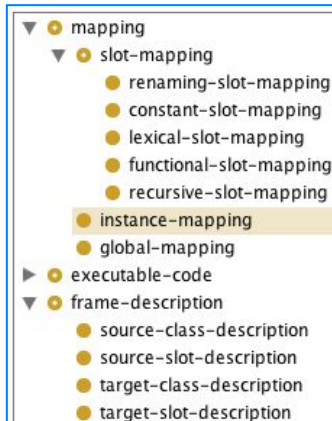 mapping
slot-mapping
renaming-slot-mapping
constant-slot-mapping
lexical-slot-mapping
functional-slot-mapping
recursive-slot-mapping
instance-mapping
global-mapping
executable-code
frame-description
source-class-description
source-slot-description
target-class-description
target-slot-description